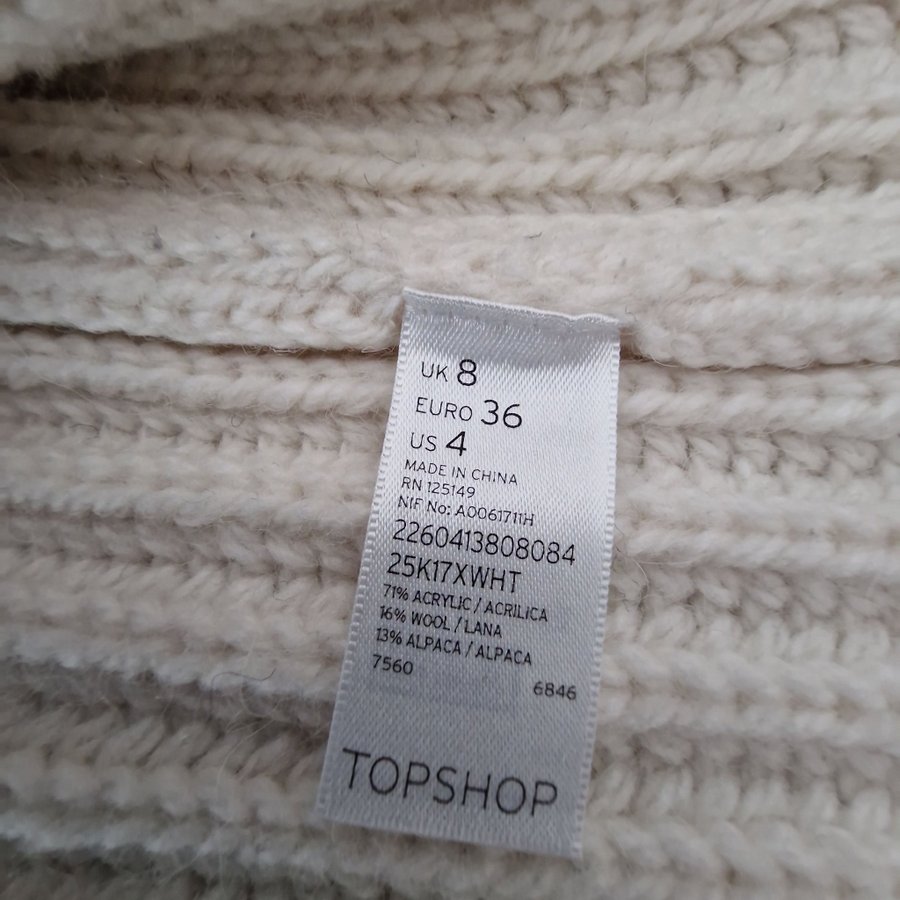 UK 8
EURO 36
US 4
MADE IN CHINA
RN 125149
NIF No: A0061711H
2260413808084
25K17XWHT
71% ACRYLIC / ACRILICA
16% WOOL / LANA
13% ALPACA / ALPACA
7560 6846
TOPSHOP